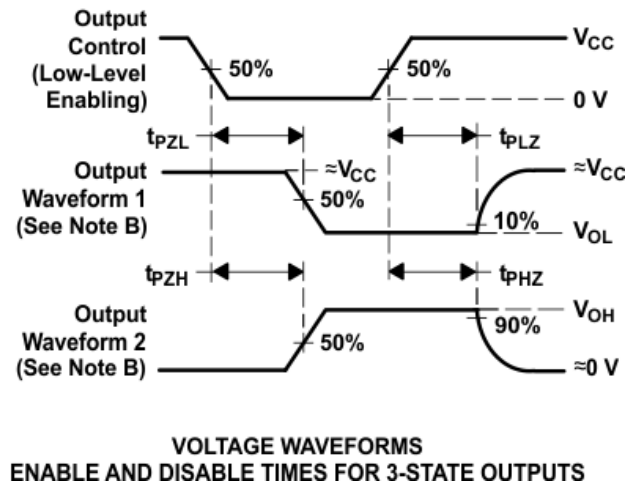 Output
Control
(Low-Level
Enabling)
50%
50%
VCC
0 V
tPZL
tPLZ
Output
Waveform 1
(See Note B)
≈VCC
50%
≈VCC
10%
VOL
tPZH
tPHZ
Output
Waveform 2
(See Note B)
50%
VOH
90%
≈0 V
VOLTAGE WAVEFORMS
ENABLE AND DISABLE TIMES FOR 3-STATE OUTPUTS